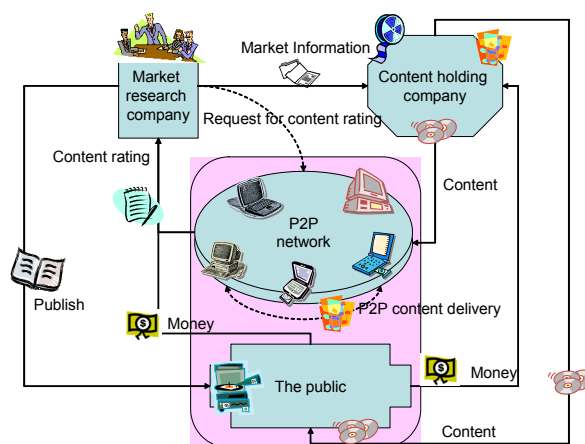 Market Information
Market
research
company
Content holding
company
Request for content rating
Content rating
Content
P2P
network
Publish
P2P content delivery
$
Money
The public
$
Money
Content